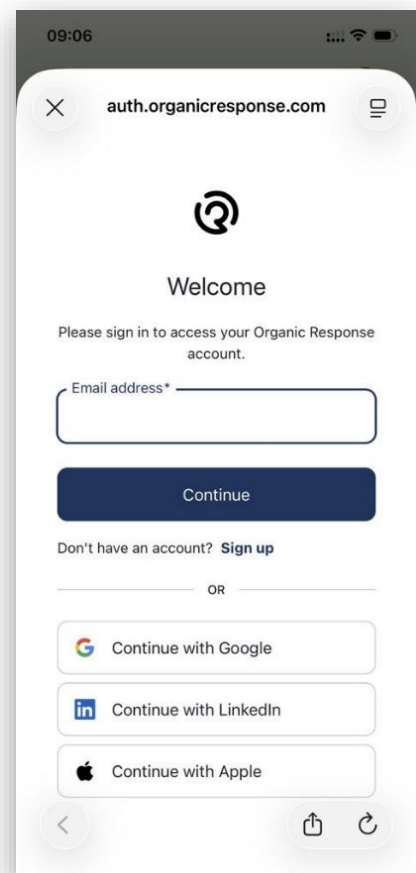 09:06
auth.organicresponse.com
Welcome
Please sign in to access your Organic Response
account.
Email address*
Continue
Don't have an account? Sign up
OR
Continue with Google
in
Continue with LinkedIn
Continue with Apple